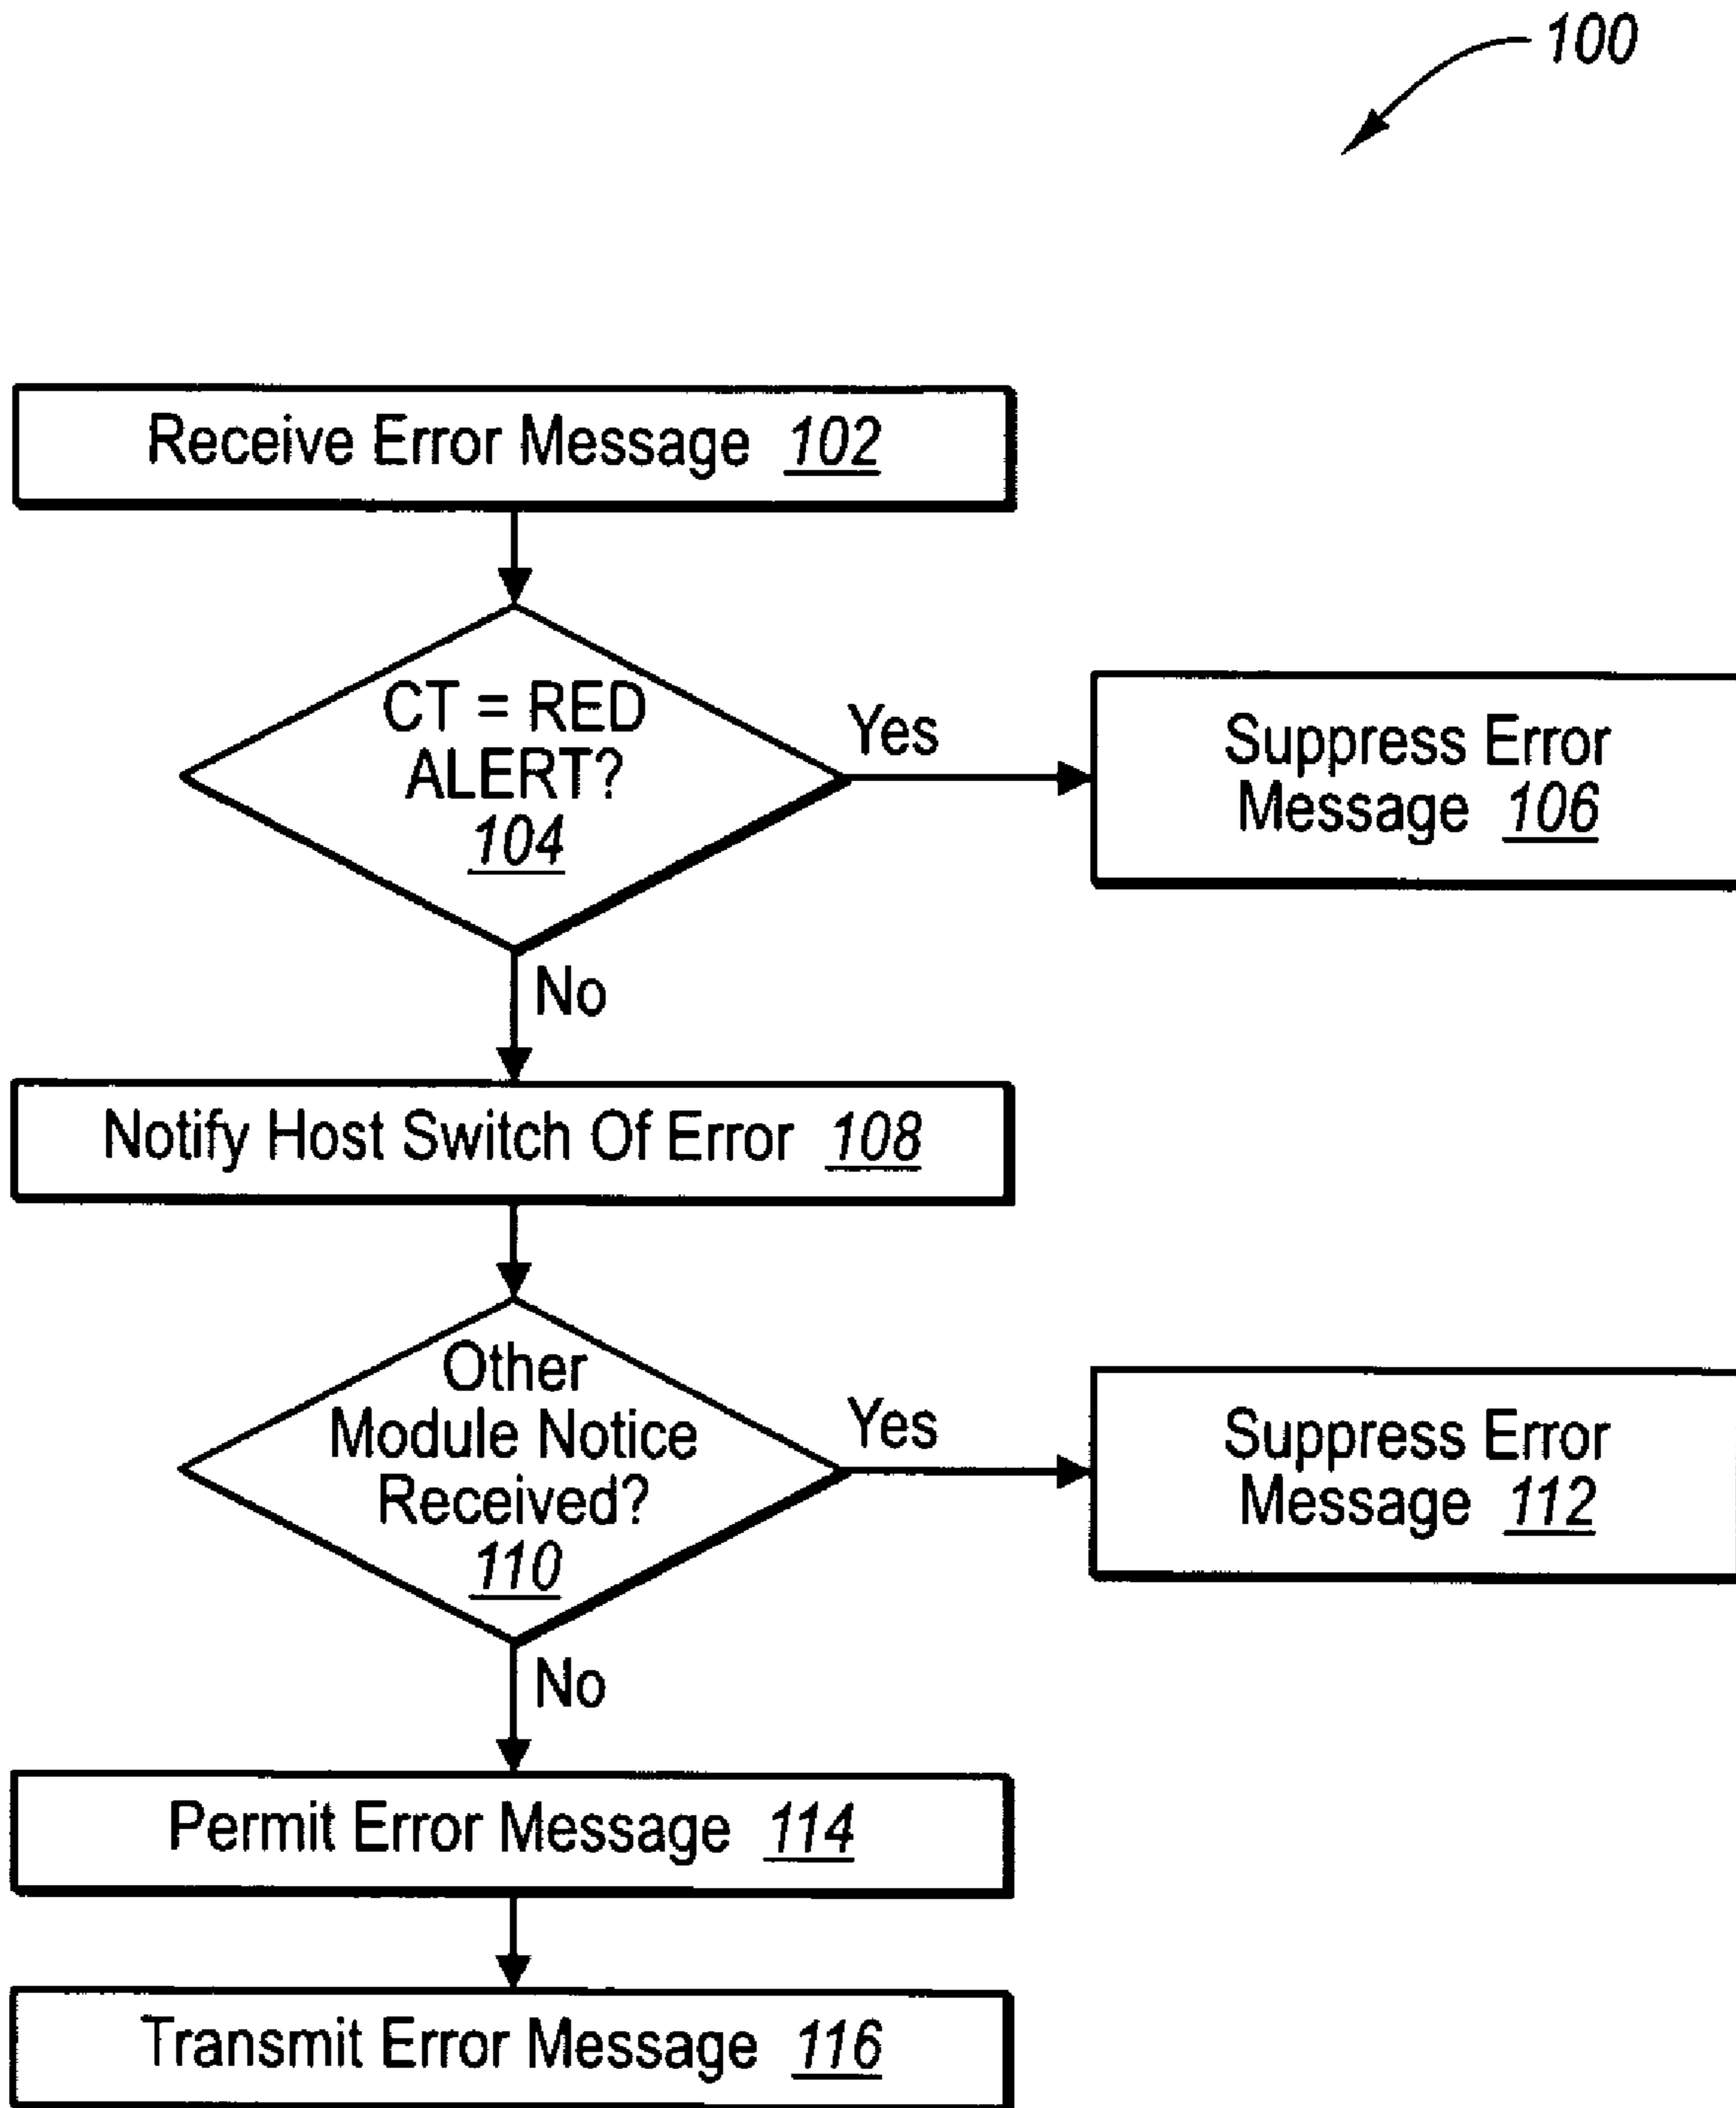 100
Receive Error Message 102
CT = RED
ALERT?
104
Yes
Suppress Error
Message 106
No
Notify Host Switch Of Error 108
Other
Module Notice
Received?
110
Yes
Suppress Error
Message 112
No
Permit Error Message 114
Transmit Error Message 116